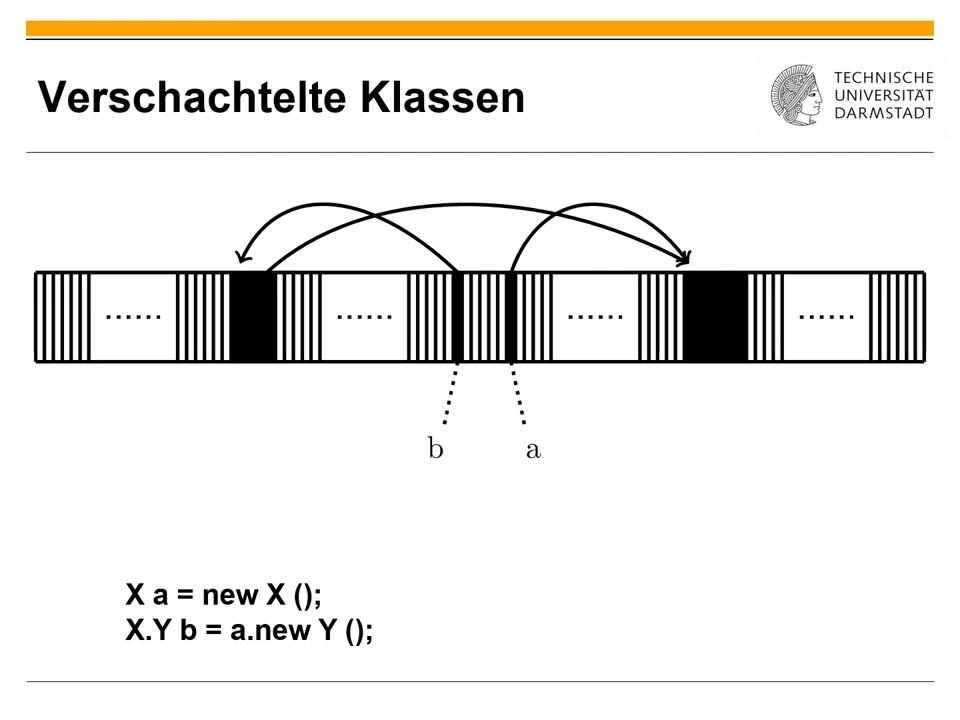 Verschachtelte Klassen
TECHNISCHE
UNIVERSITÄT
DARMSTADT
...... ...... ...... ......
b a
X a = new X ();
X.Y b = a.new Y ();